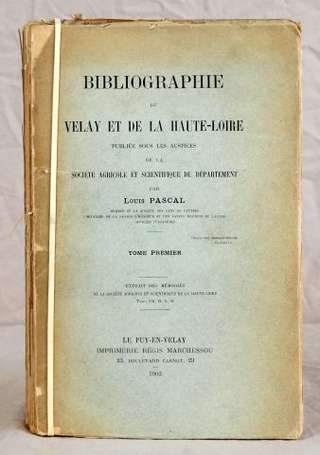 BIBLIOGRAPHIE
DU
VELAY ET DE LA HAUTE-LOIRE
PUBLIÉE SOUS LES AUSPICES
DE LA
SOCIÉTÉ AGRICOLE ET SCIENTIFIQUE DU DÉPARTEMENT
PAR
LOUIS PASCAL
TOME PREMIER
EXTRAIT DES MÉMOIRES
DE LA SOCIÉTÉ AGRICOLE ET SCIENTIFIQUE DE LA HAUTE-LOIRE
LE PUY-EN-VELAY
IMPRIMERIE RÉGIS MARCHESSOU
23, BOULEVARD CARNOT, 23
1903